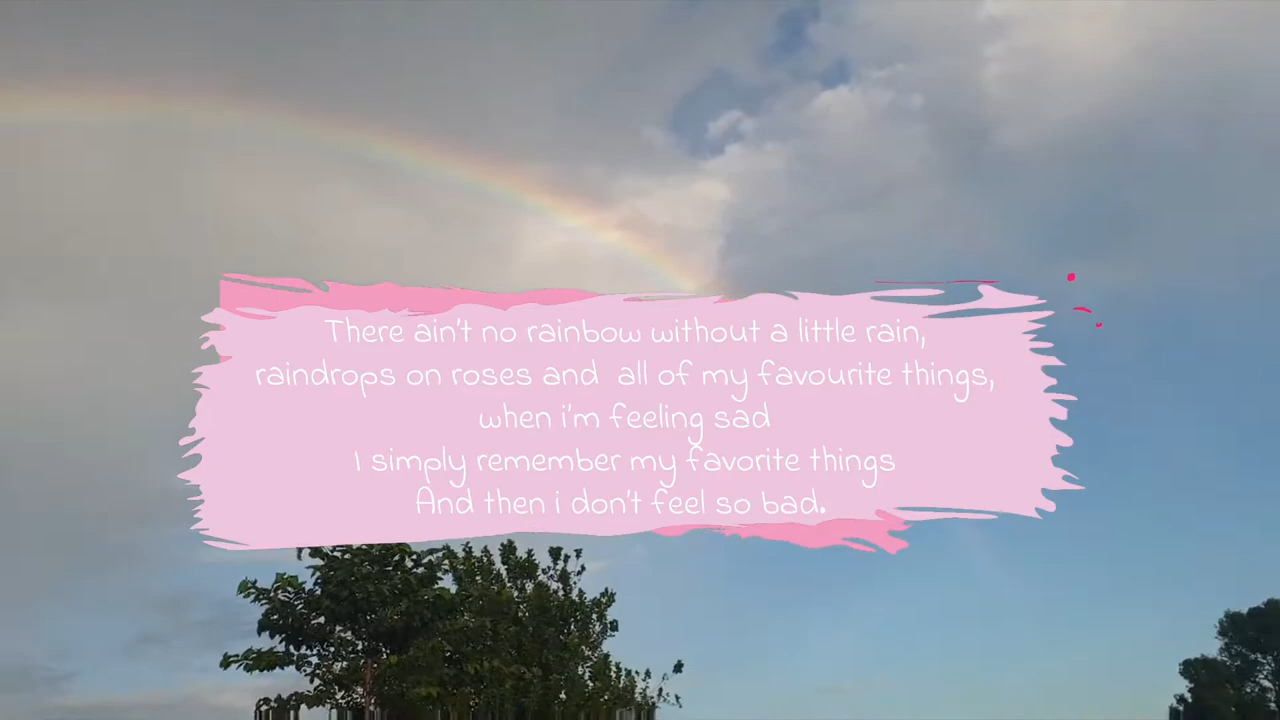 There ain't no rainbow without a little rain,
raindrops on roses and all of my favourite things,
when i'm feeling sad
I simply remember my favorite things
And then i don't feel so bad.